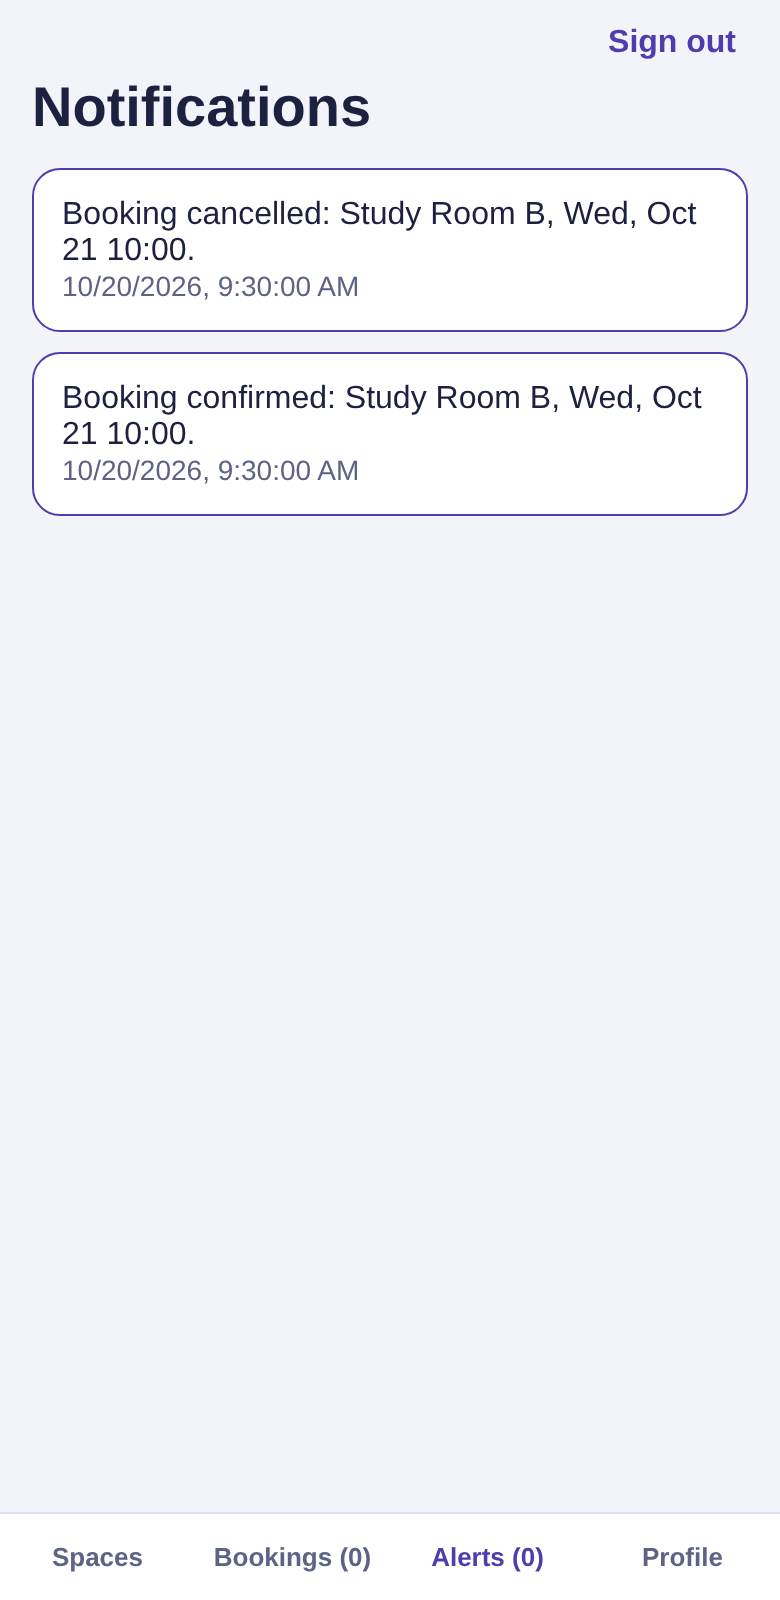 Sign out
Notifications
Booking cancelled: Study Room B, Wed, Oct
21 10:00.
10/20/2026, 9:30:00 AM
Booking confirmed: Study Room B, Wed, Oct
21 10:00.
10/20/2026, 9:30:00 AM
Spaces
Bookings (0)
Alerts (0)
Profile